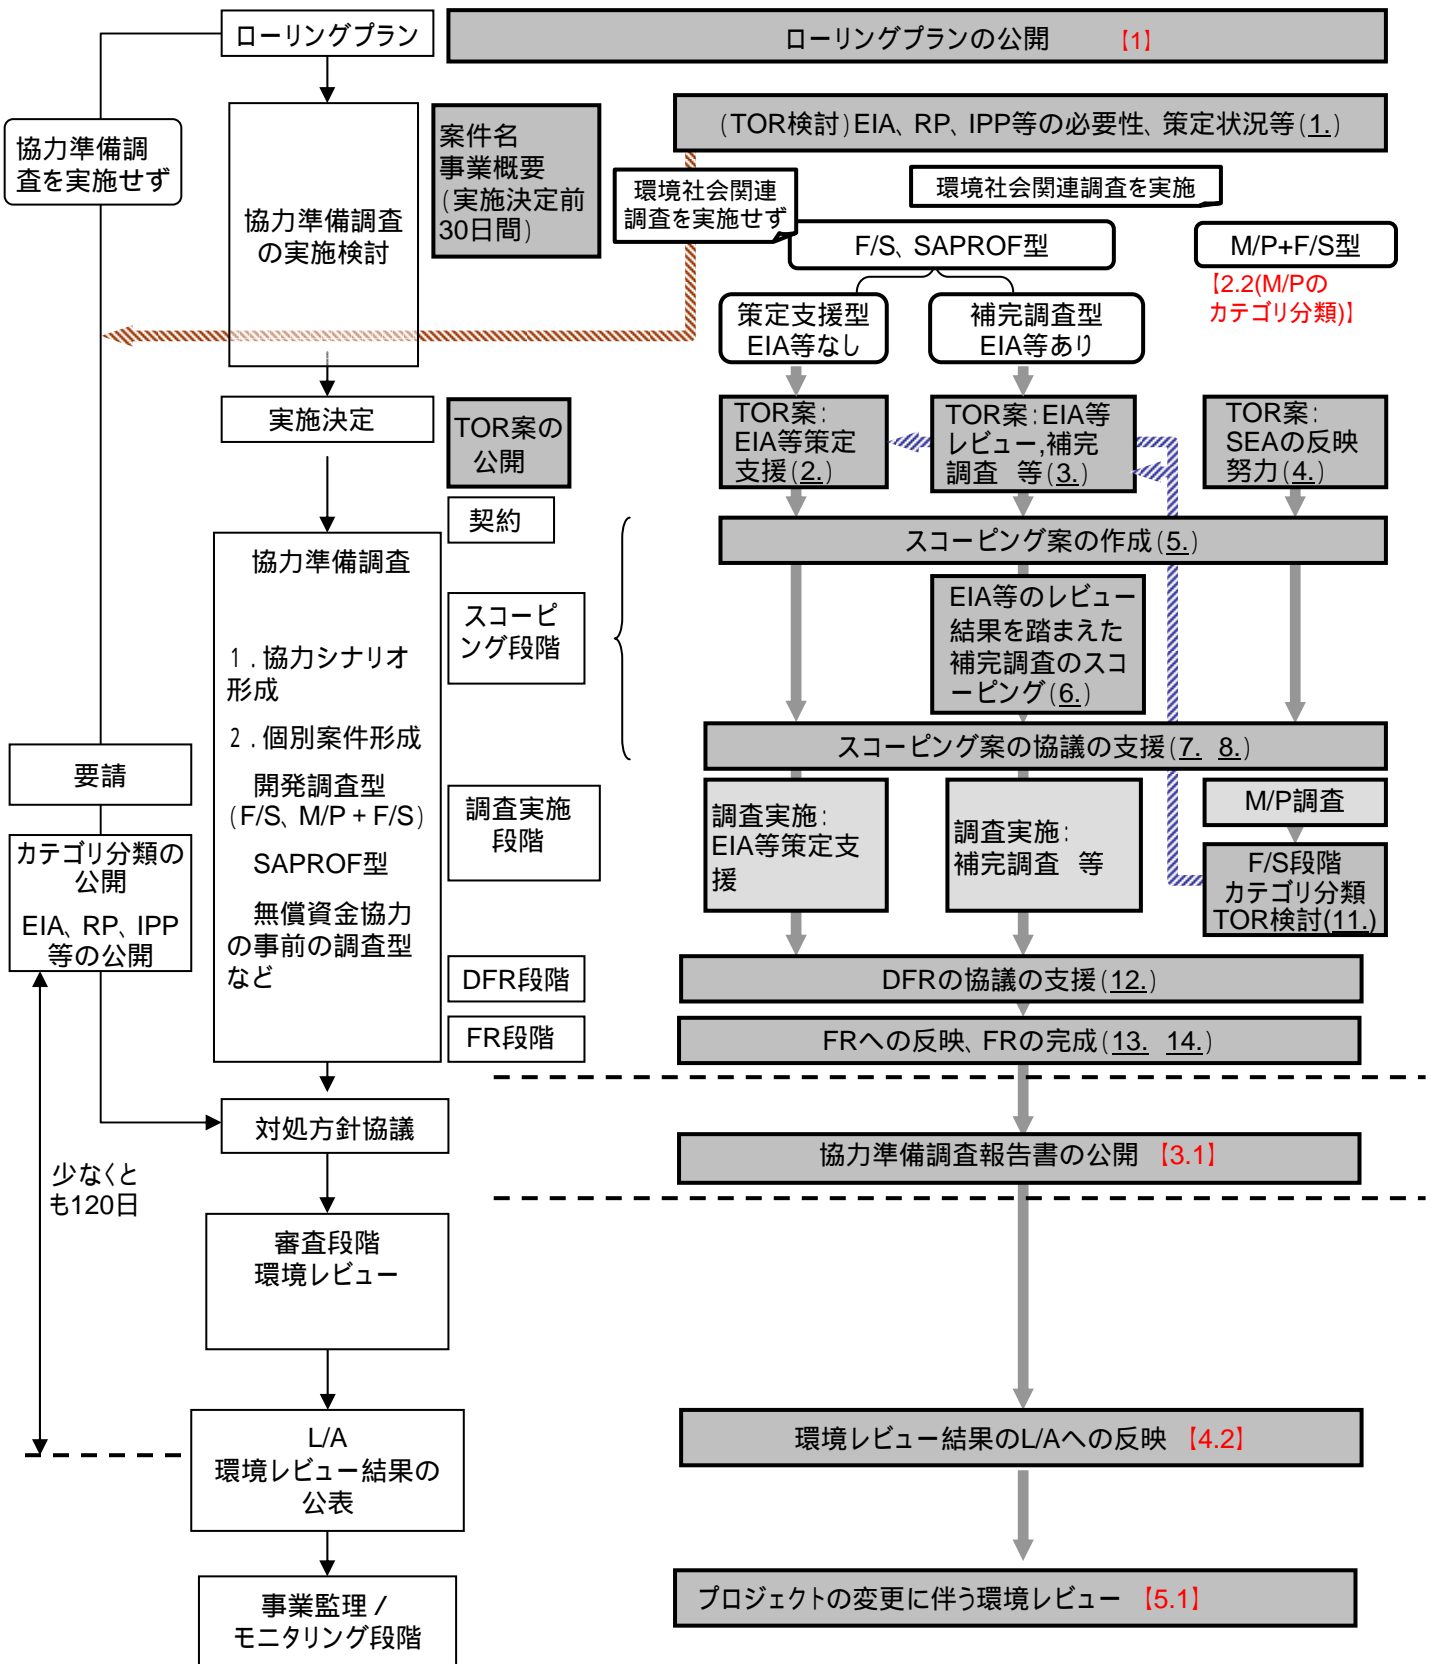 ローリングプラン
ローリングプランの公開 【1】
協力準備調
査を実施せず
協力準備調査
の実施検討
案件名
事業概要
(実施決定前
30日間)
(TOR検討)EIA、RP、IPP等の必要性、策定状況等(1.)
環境社会関連
調査を実施せず
環境社会関連調査を実施
F/S、SAPROF型
M/P+F/S型
【2.2(M/Pの
カテゴリ分類)】
策定支援型
EIA等なし
補完調査型
EIA等あり
実施決定
TOR案の
公開
TOR案:
EIA等策定
支援(2.)
TOR案:EIA等
レビュー,補完
調査 等(3.)
TOR案:
SEAの反映
努力(4.)
契約
スコーピング案の作成(5.)
協力準備調査
1.協力シナリオ
形成
2.個別案件形成
開発調査型
(F/S、M/P+F/S)
SAPROF型
無償資金協力
の事前の調査型
など
スコーピ
ング段階
EIA等のレビュー
結果を踏まえた
補完調査のスコ
ーピング(6.)
スコーピング案の協議の支援(7. 8.)
要請
調査実施
段階
調査実施:
EIA等策定支
援
調査実施:
補完調査 等
M/P調査
F/S段階
カテゴリ分類
TOR検討(11.)
カテゴリ分類の
公開
EIA、RP、IPP
等の公開
DFR段階
DFRの協議の支援(12.)
FR段階
FRへの反映、FRの完成(13. 14.)
対処方針協議
協力準備調査報告書の公開 【3.1】
少なくと
も120日
審査段階
環境レビュー
L/A
環境レビュー結果の
公表
環境レビュー結果のL/Aへの反映 【4.2】
事業監理/
モニタリング段階
プロジェクトの変更に伴う環境レビュー 【5.1】